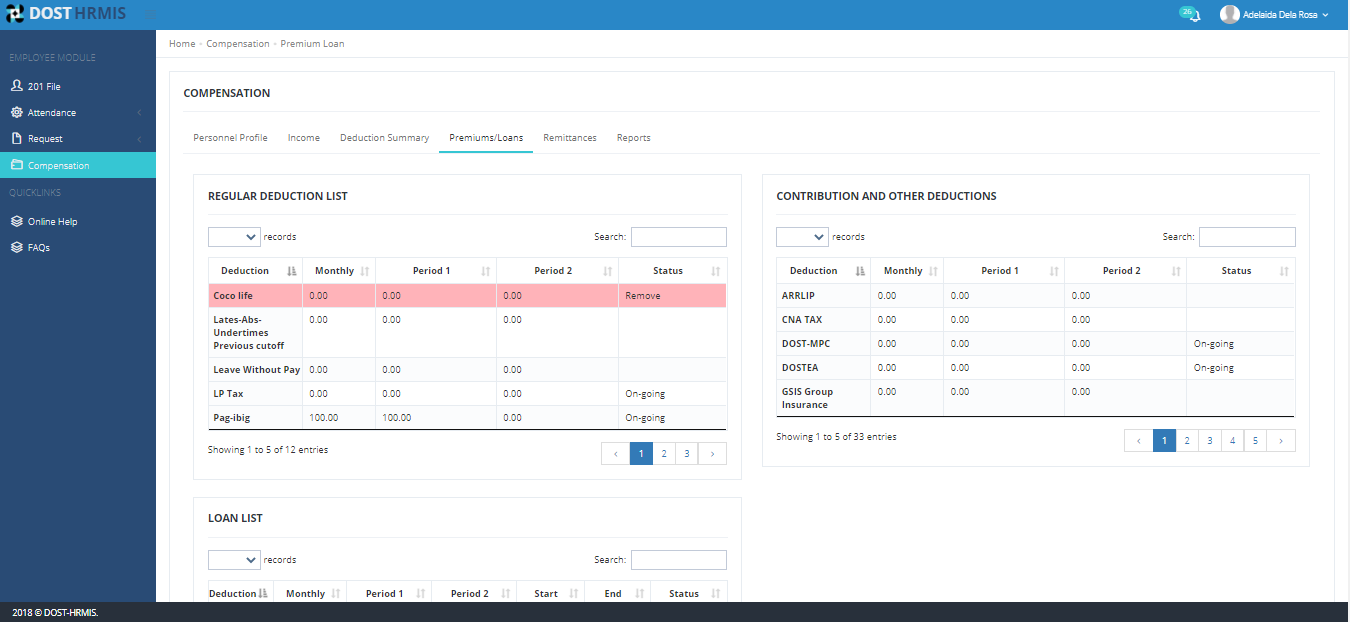 DOST HRMIS
26
Adelaida Dela Rosa
EMPLOYEE MODULE
201 File
Attendance
Request
Compensation
QUICKLINKS
Online Help
FAQs
Home - Compensation - Premium Loan
COMPENSATION
Personnel Profile Income Deduction Summary Premiums/Loans Remittances Reports
REGULAR DEDUCTION LIST
records Search:
Deduction Monthly Period 1 Period 2 Status
Coco life 0.00 0.00 0.00 Remove
Lates-Abs-
Undertimes
Previous cutoff 0.00 0.00 0.00
Leave Without Pay 0.00 0.00 0.00
LP Tax 0.00 0.00 0.00 On-going
Pag-ibig 100.00 100.00 0.00 On-going
Showing 1 to 5 of 12 entries
‹ 1 2 3 ›
CONTRIBUTION AND OTHER DEDUCTIONS
records Search:
Deduction Monthly Period 1 Period 2 Status
ARRLIP 0.00 0.00 0.00
CNA TAX 0.00 0.00 0.00
DOST-MPC 0.00 0.00 0.00 On-going
DOSTEA 0.00 0.00 0.00 On-going
GSIS Group
Insurance 0.00 0.00 0.00
Showing 1 to 5 of 33 entries
‹ 1 2 3 4 5 ›
LOAN LIST
records Search:
Deduction Monthly Period 1 Period 2 Start End Status
2018 © DOST-HRMIS.